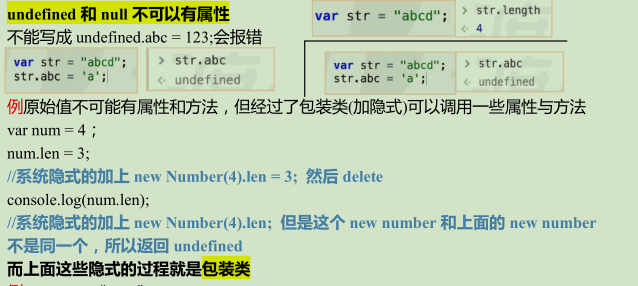 undefined 和 null 不可以有属性
var str = "abcd";
> str.length
< 4
不能写成 undefined.abc = 123;会报错
var str = "abcd";
str.abc = 'a';
> str.abc
< undefined
var str = "abcd";
str.abc = 'a';
> str.abc
< undefined
例原始值不可能有属性和方法，但经过了包装类(加隐式)可以调用一些属性与方法
var num = 4；
num.len = 3;
//系统隐式的加上 new Number(4).len = 3; 然后 delete
console.log(num.len);
//系统隐式的加上 new Number(4).len; 但是这个 new number 和上面的 new number
不是同一个，所以返回 undefined
而上面这些隐式的过程就是包装类